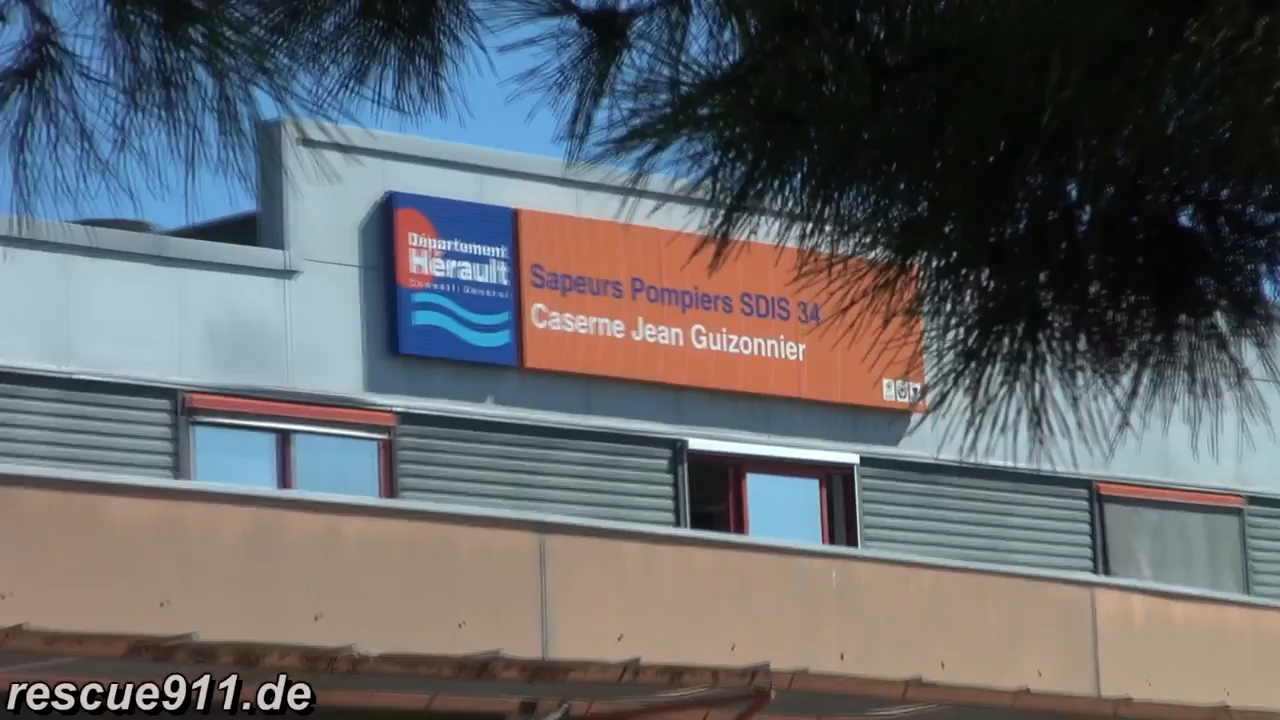 Département
Hérault
Sapeurs Pompiers SDIS 34
Caserne Jean Guizonnier
rescue911.de